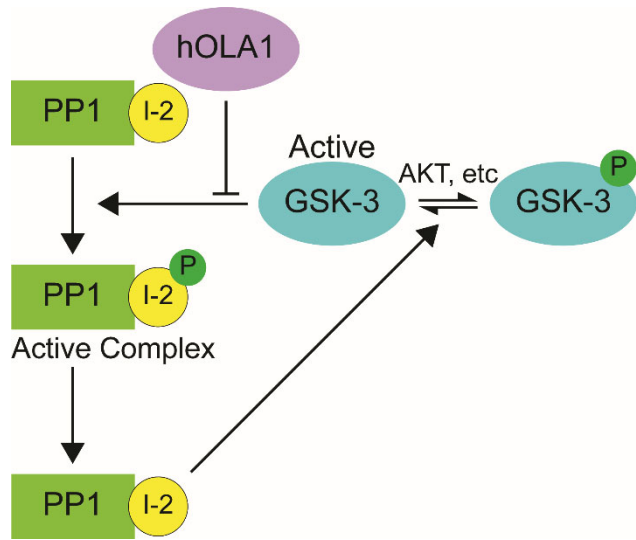 hOLA1
PP1
I-2
Active
AKT, etc
P
GSK-3
GSK-3
P
PP1
I-2
Active Complex
PP1
I-2